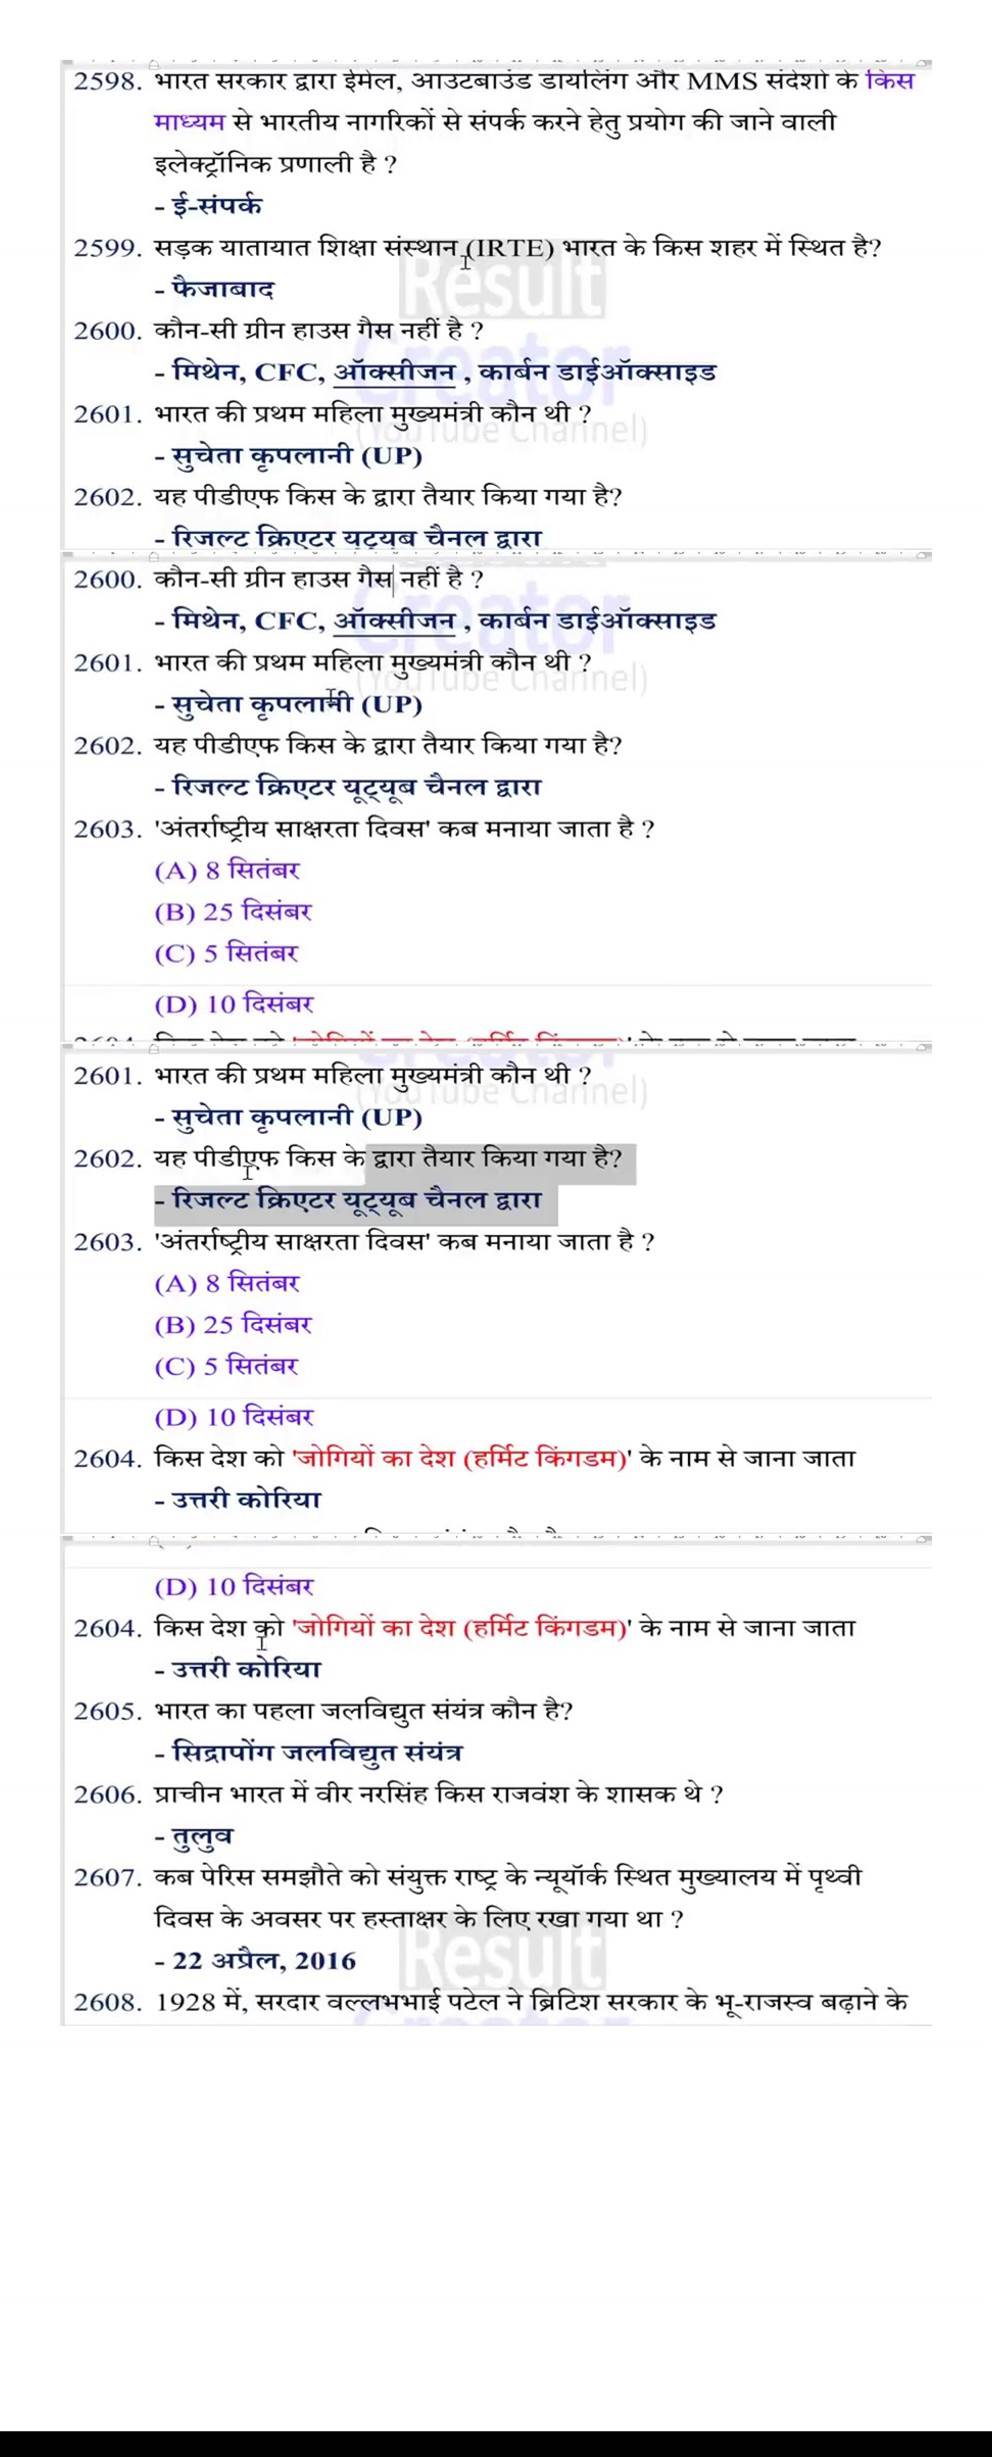 2598. भारत सरकार द्वारा ईमेल, आउटबाउंड डायलिंग और MMS संदेशों के किस
माध्यम से भारतीय नागरिकों से संपर्क करने हेतु प्रयोग की जाने वाली
इलेक्ट्रॉनिक प्रणाली है ?
- ई-संपर्क
2599. सड़क यातायात शिक्षा संस्थान (IRTE) भारत के किस शहर में स्थित है?
- फैजाबाद
2600. कौन-सी ग्रीन हाउस गैस नहीं है ?
- मिथेन, CFC, ऑक्सीजन , कार्बन डाईऑक्साइड
2601. भारत की प्रथम महिला मुख्यमंत्री कौन थी ?
- सुचेता कृपलानी (UP)
2602. यह पीडीएफ किस के द्वारा तैयार किया गया है?
- रिजल्ट क्रिएटर यूट्यूब चैनल द्वारा
Result
Creator
(YouTube Channel)
2600. कौन-सी ग्रीन हाउस गैस नहीं है ?
- मिथेन, CFC, ऑक्सीजन , कार्बन डाईऑक्साइड
2601. भारत की प्रथम महिला मुख्यमंत्री कौन थी ?
- सुचेता कृपलानी (UP)
2602. यह पीडीएफ किस के द्वारा तैयार किया गया है?
- रिजल्ट क्रिएटर यूट्यूब चैनल द्वारा
2603. 'अंतर्राष्ट्रीय साक्षरता दिवस' कब मनाया जाता है ?
(A) 8 सितंबर
(B) 25 दिसंबर
(C) 5 सितंबर
(D) 10 दिसंबर
Creator
(YouTube Channel)
2601. भारत की प्रथम महिला मुख्यमंत्री कौन थी ?
- सुचेता कृपलानी (UP)
2602. यह पीडीएफ किस के द्वारा तैयार किया गया है?
- रिजल्ट क्रिएटर यूट्यूब चैनल द्वारा
2603. 'अंतर्राष्ट्रीय साक्षरता दिवस' कब मनाया जाता है ?
(A) 8 सितंबर
(B) 25 दिसंबर
(C) 5 सितंबर
(D) 10 दिसंबर
2604. किस देश को 'जोगियों का देश (हर्मिट किंगडम)' के नाम से जाना जाता
- उत्तरी कोरिया
(YouTube Channel)
(D) 10 दिसंबर
2604. किस देश को 'जोगियों का देश (हर्मिट किंगडम)' के नाम से जाना जाता
- उत्तरी कोरिया
2605. भारत का पहला जलविद्युत संयंत्र कौन है?
- सिद्रापोंग जलविद्युत संयंत्र
2606. प्राचीन भारत में वीर नरसिंह किस राजवंश के शासक थे ?
- तुलुव
2607. कब पेरिस समझौते को संयुक्त राष्ट्र के न्यूयॉर्क स्थित मुख्यालय में पृथ्वी
दिवस के अवसर पर हस्ताक्षर के लिए रखा गया था ?
- 22 अप्रैल, 2016
2608. 1928 में, सरदार वल्लभभाई पटेल ने ब्रिटिश सरकार के भू-राजस्व बढ़ाने के
Result